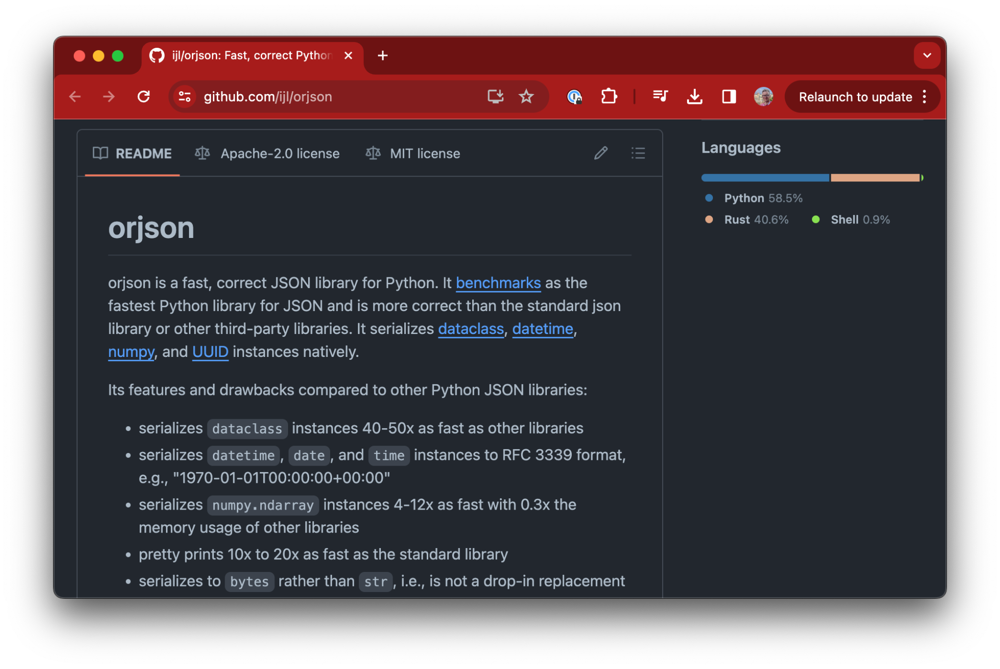 ijl/orjson: Fast, correct Python
github.com/ijl/orjson
Relaunch to update
README
Apache-2.0 license
MIT license
orjson
orjson is a fast, correct JSON library for Python. It benchmarks as the
fastest Python library for JSON and is more correct than the standard json
library or other third-party libraries. It serializes dataclass, datetime,
numpy, and UUID instances natively.
Its features and drawbacks compared to other Python JSON libraries:
• serializes dataclass instances 40-50x as fast as other libraries
• serializes datetime, date, and time instances to RFC 3339 format,
e.g., "1970-01-01T00:00:00+00:00"
• serializes numpy.ndarray instances 4-12x as fast with 0.3x the
memory usage of other libraries
• pretty prints 10x to 20x as fast as the standard library
• serializes to bytes rather than str, i.e., is not a drop-in replacement
Languages
Python 58.5%
Rust 40.6%
Shell 0.9%